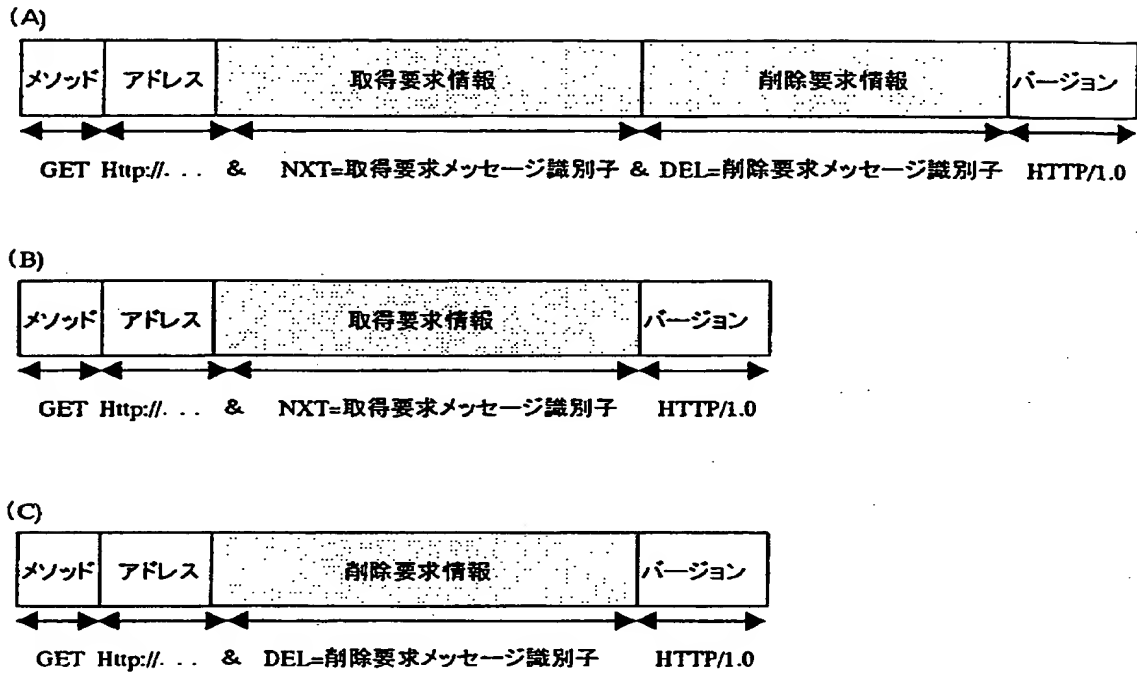 (A)
メソッド アドレス 取得要求情報 削除要求情報 バージョン
GET Http://. . . & NXT=取得要求メッセージ識別子 & DEL=削除要求メッセージ識別子 HTTP/1.0
(B)
メソッド アドレス 取得要求情報 バージョン
GET Http://. . . & NXT=取得要求メッセージ識別子 HTTP/1.0
(C)
メソッド アドレス 削除要求情報 バージョン
GET Http://. . . & DEL=削除要求メッセージ識別子 HTTP/1.0